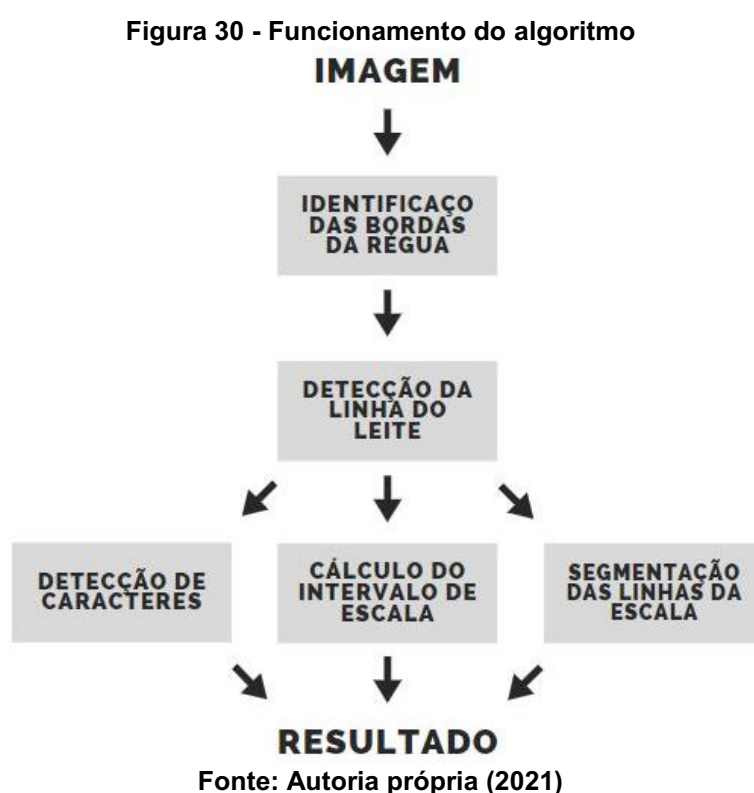 Figura 30 - Funcionamento do algoritmo
IMAGEM
IDENTIFICAÇO
DAS BORDAS
DA RÉGUA
DETECÇÃO DA
LINHA DO
LEITE
DETECÇÃO DE
CARACTERES
CÁLCULO DO
INTERVALO DE
ESCALA
SEGMENTAÇÃO
DAS LINHAS DA
ESCALA
RESULTADO
Fonte: Autoria própria (2021)